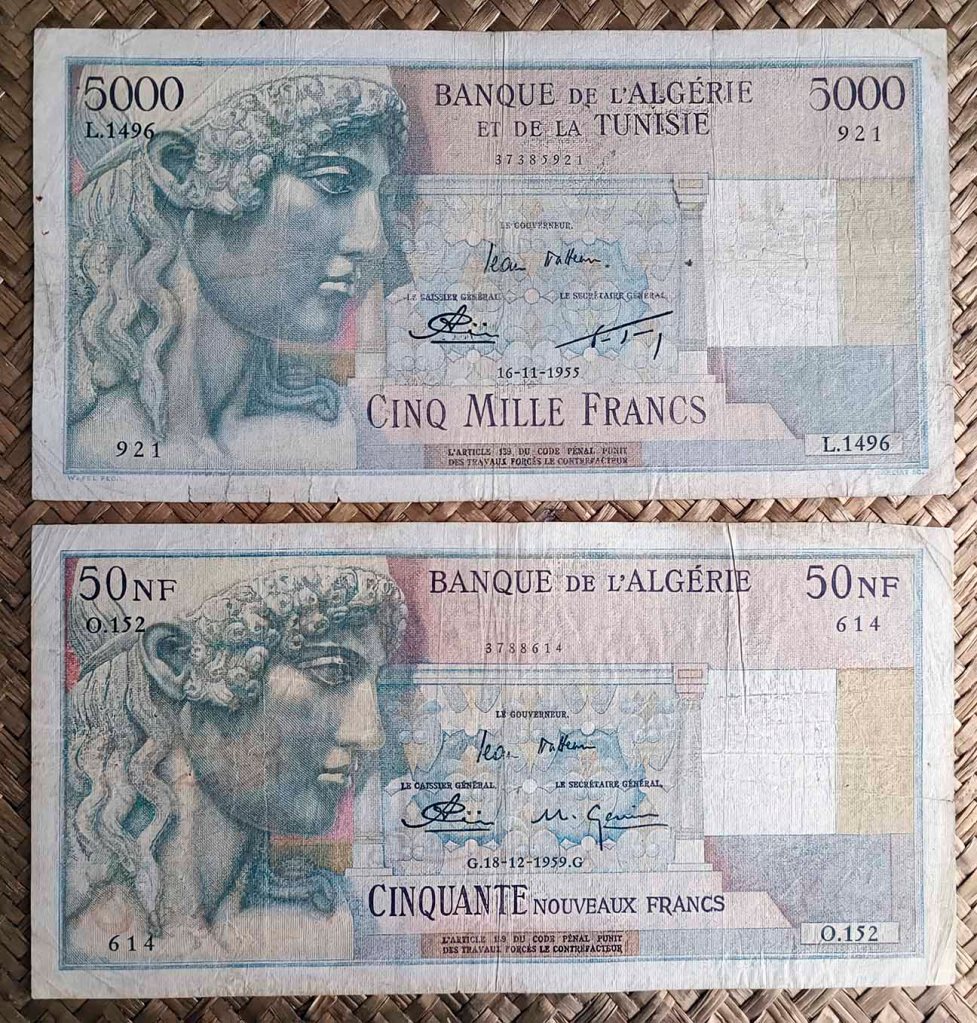 5000 BANQUE DE L'ALGÉRIE 5000
L.1496 ET DE LA TUNISIE 921
37385921
LE GOUVERNEUR.
LE CAISSIER GÉNÉRAL LE SECRÉTAIRE GÉNÉRAL,
16-11-1955
CINQ MILLE FRANCS
921 L.1496
L'ARTICLE 139 DU CODE PÉNAL PUNIT
DES TRAVAUX FORCÉS LE CONTREFACTEUR
50NF BANQUE DE L'ALGÉRIE 50NF
O.152 614
3788614
LE GOUVERNEUR.
LE CAISSIER GÉNÉRAL. LE SECRÉTAIRE GÉNÉRAL.
G.18-12-1959.G
CINQUANTE NOUVEAUX FRANCS
614 O.152
L'ARTICLE 139 DU CODE PÉNAL PUNIT
DES TRAVAUX FORCÉS LE CONTREFACTEUR